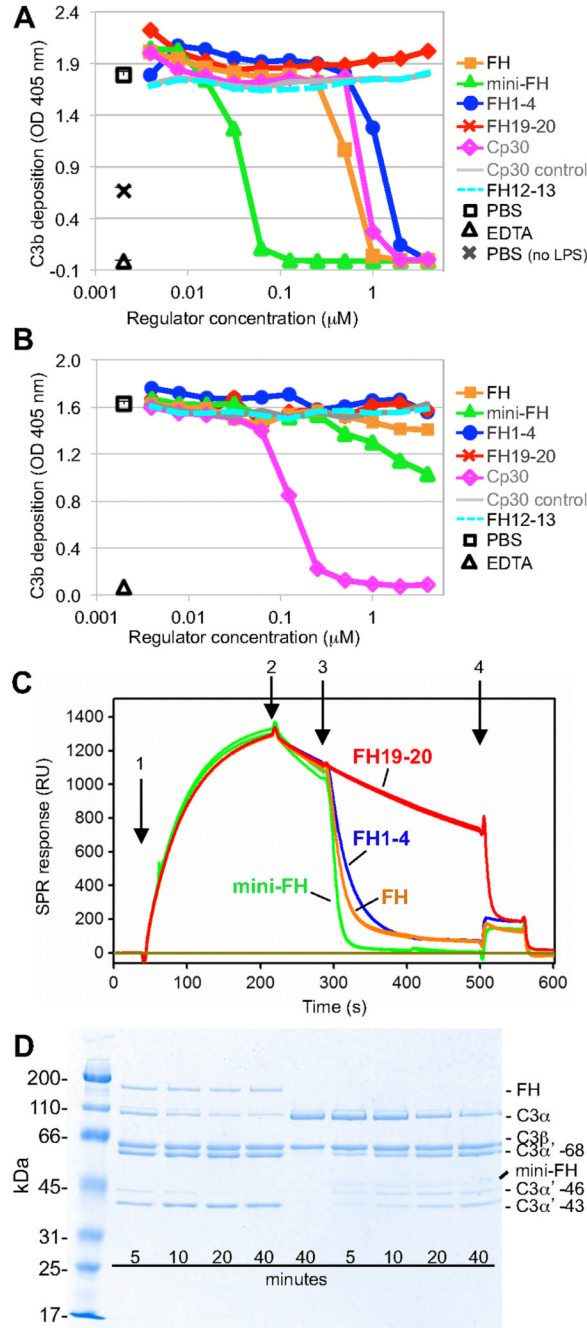 A
C3b deposition (OD 405 nm)
2.4
1.9
1.4
0.9
0.4
-0.1
0.001 0.01 0.1 1
Regulator concentration (μM)
FH
mini-FH
FH1-4
FH19-20
Cp30
Cp30 control
FH12-13
PBS
EDTA
PBS (no LPS)
B
C3b deposition (OD 405 nm)
2.0
1.6
1.2
0.8
0.4
0.0
0.001 0.01 0.1 1
Regulator concentration (μM)
FH
mini-FH
FH1-4
FH19-20
Cp30
Cp30 control
FH12-13
PBS
EDTA
C
1 2 3 4
SPR response (RU)
1400
1200
1000
800
600
400
200
0
FH19-20
FH1-4
mini-FH
FH
0 100 200 300 400 500 600
Time (s)
D
kDa
200-
110-
66-
45-
31-
25-
17-
- FH
- C3α
C3β,
C3α'-68
mini-FH
C3α'-46
C3α'-43
5 10 20 40 5 10 20 40
minutes